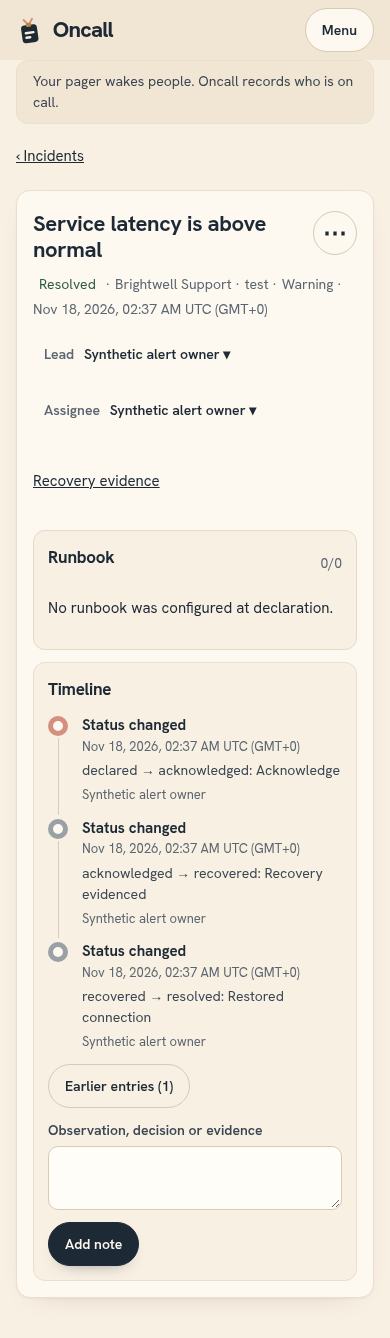 Oncall
Menu
Your pager wakes people. Oncall records who is on
call.
‹ Incidents
Service latency is above
normal
...
Resolved · Brightwell Support · test · Warning ·
Nov 18, 2026, 02:37 AM UTC (GMT+0)
Lead Synthetic alert owner ▾
Assignee Synthetic alert owner ▾
Recovery evidence
Runbook
0/0
No runbook was configured at declaration.
Timeline
Status changed
Nov 18, 2026, 02:37 AM UTC (GMT+0)
declared → acknowledged: Acknowledge
Synthetic alert owner
Status changed
Nov 18, 2026, 02:37 AM UTC (GMT+0)
acknowledged → recovered: Recovery
evidenced
Synthetic alert owner
Status changed
Nov 18, 2026, 02:37 AM UTC (GMT+0)
recovered → resolved: Restored
connection
Synthetic alert owner
Earlier entries (1)
Observation, decision or evidence
Add note